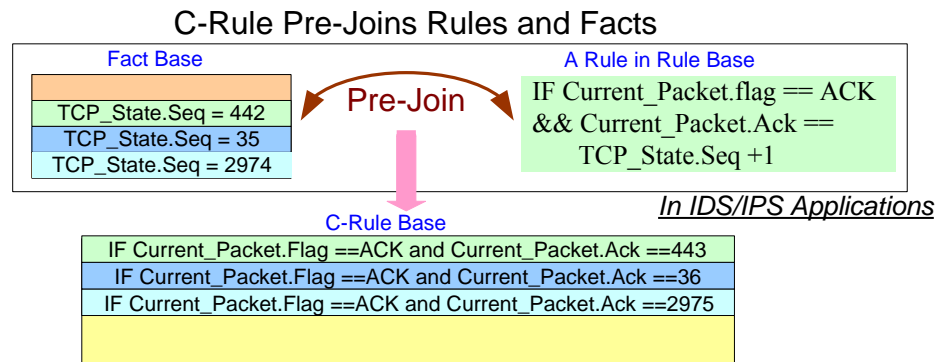 C-Rule Pre-Joins Rules and Facts
Fact Base
TCP_State.Seq = 442
TCP_State.Seq = 35
TCP_State.Seq = 2974
Pre-Join
A Rule in Rule Base
IF Current_Packet.flag == ACK
&& Current_Packet.Ack ==
TCP_State.Seq +1
In IDS/IPS Applications
C-Rule Base
IF Current_Packet.Flag ==ACK and Current_Packet.Ack ==443
IF Current_Packet.Flag ==ACK and Current_Packet.Ack ==36
IF Current_Packet.Flag ==ACK and Current_Packet.Ack ==2975